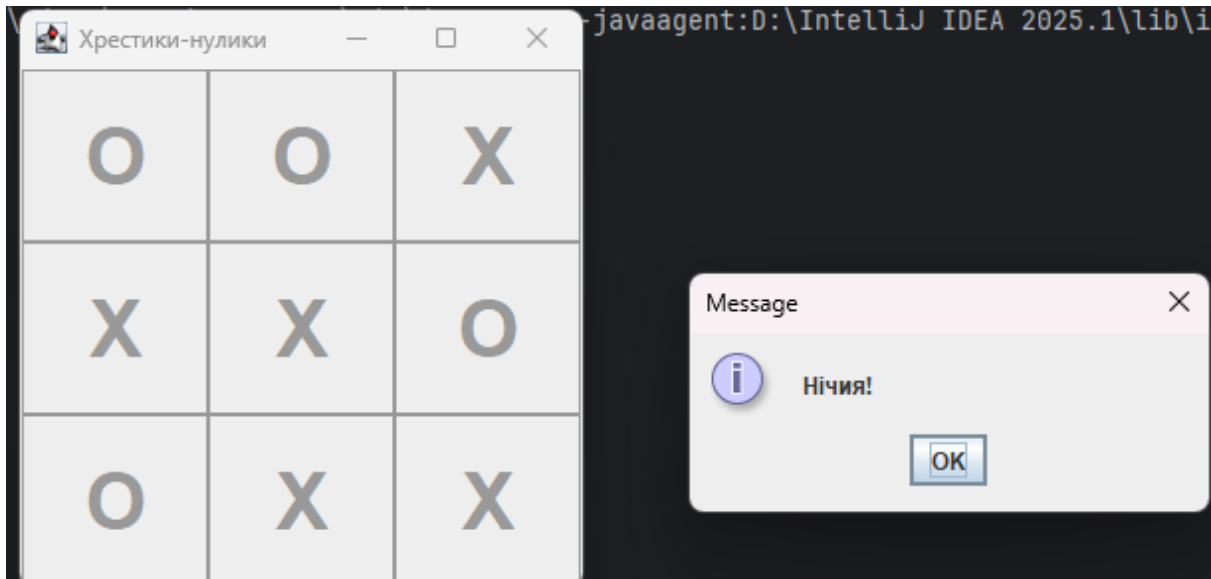 -javaagent:D:\IntelliJ IDEA 2025.1\lib\i
Хрестики-нулики
O O X
X X O
O X X
Message
Нічия!
OK